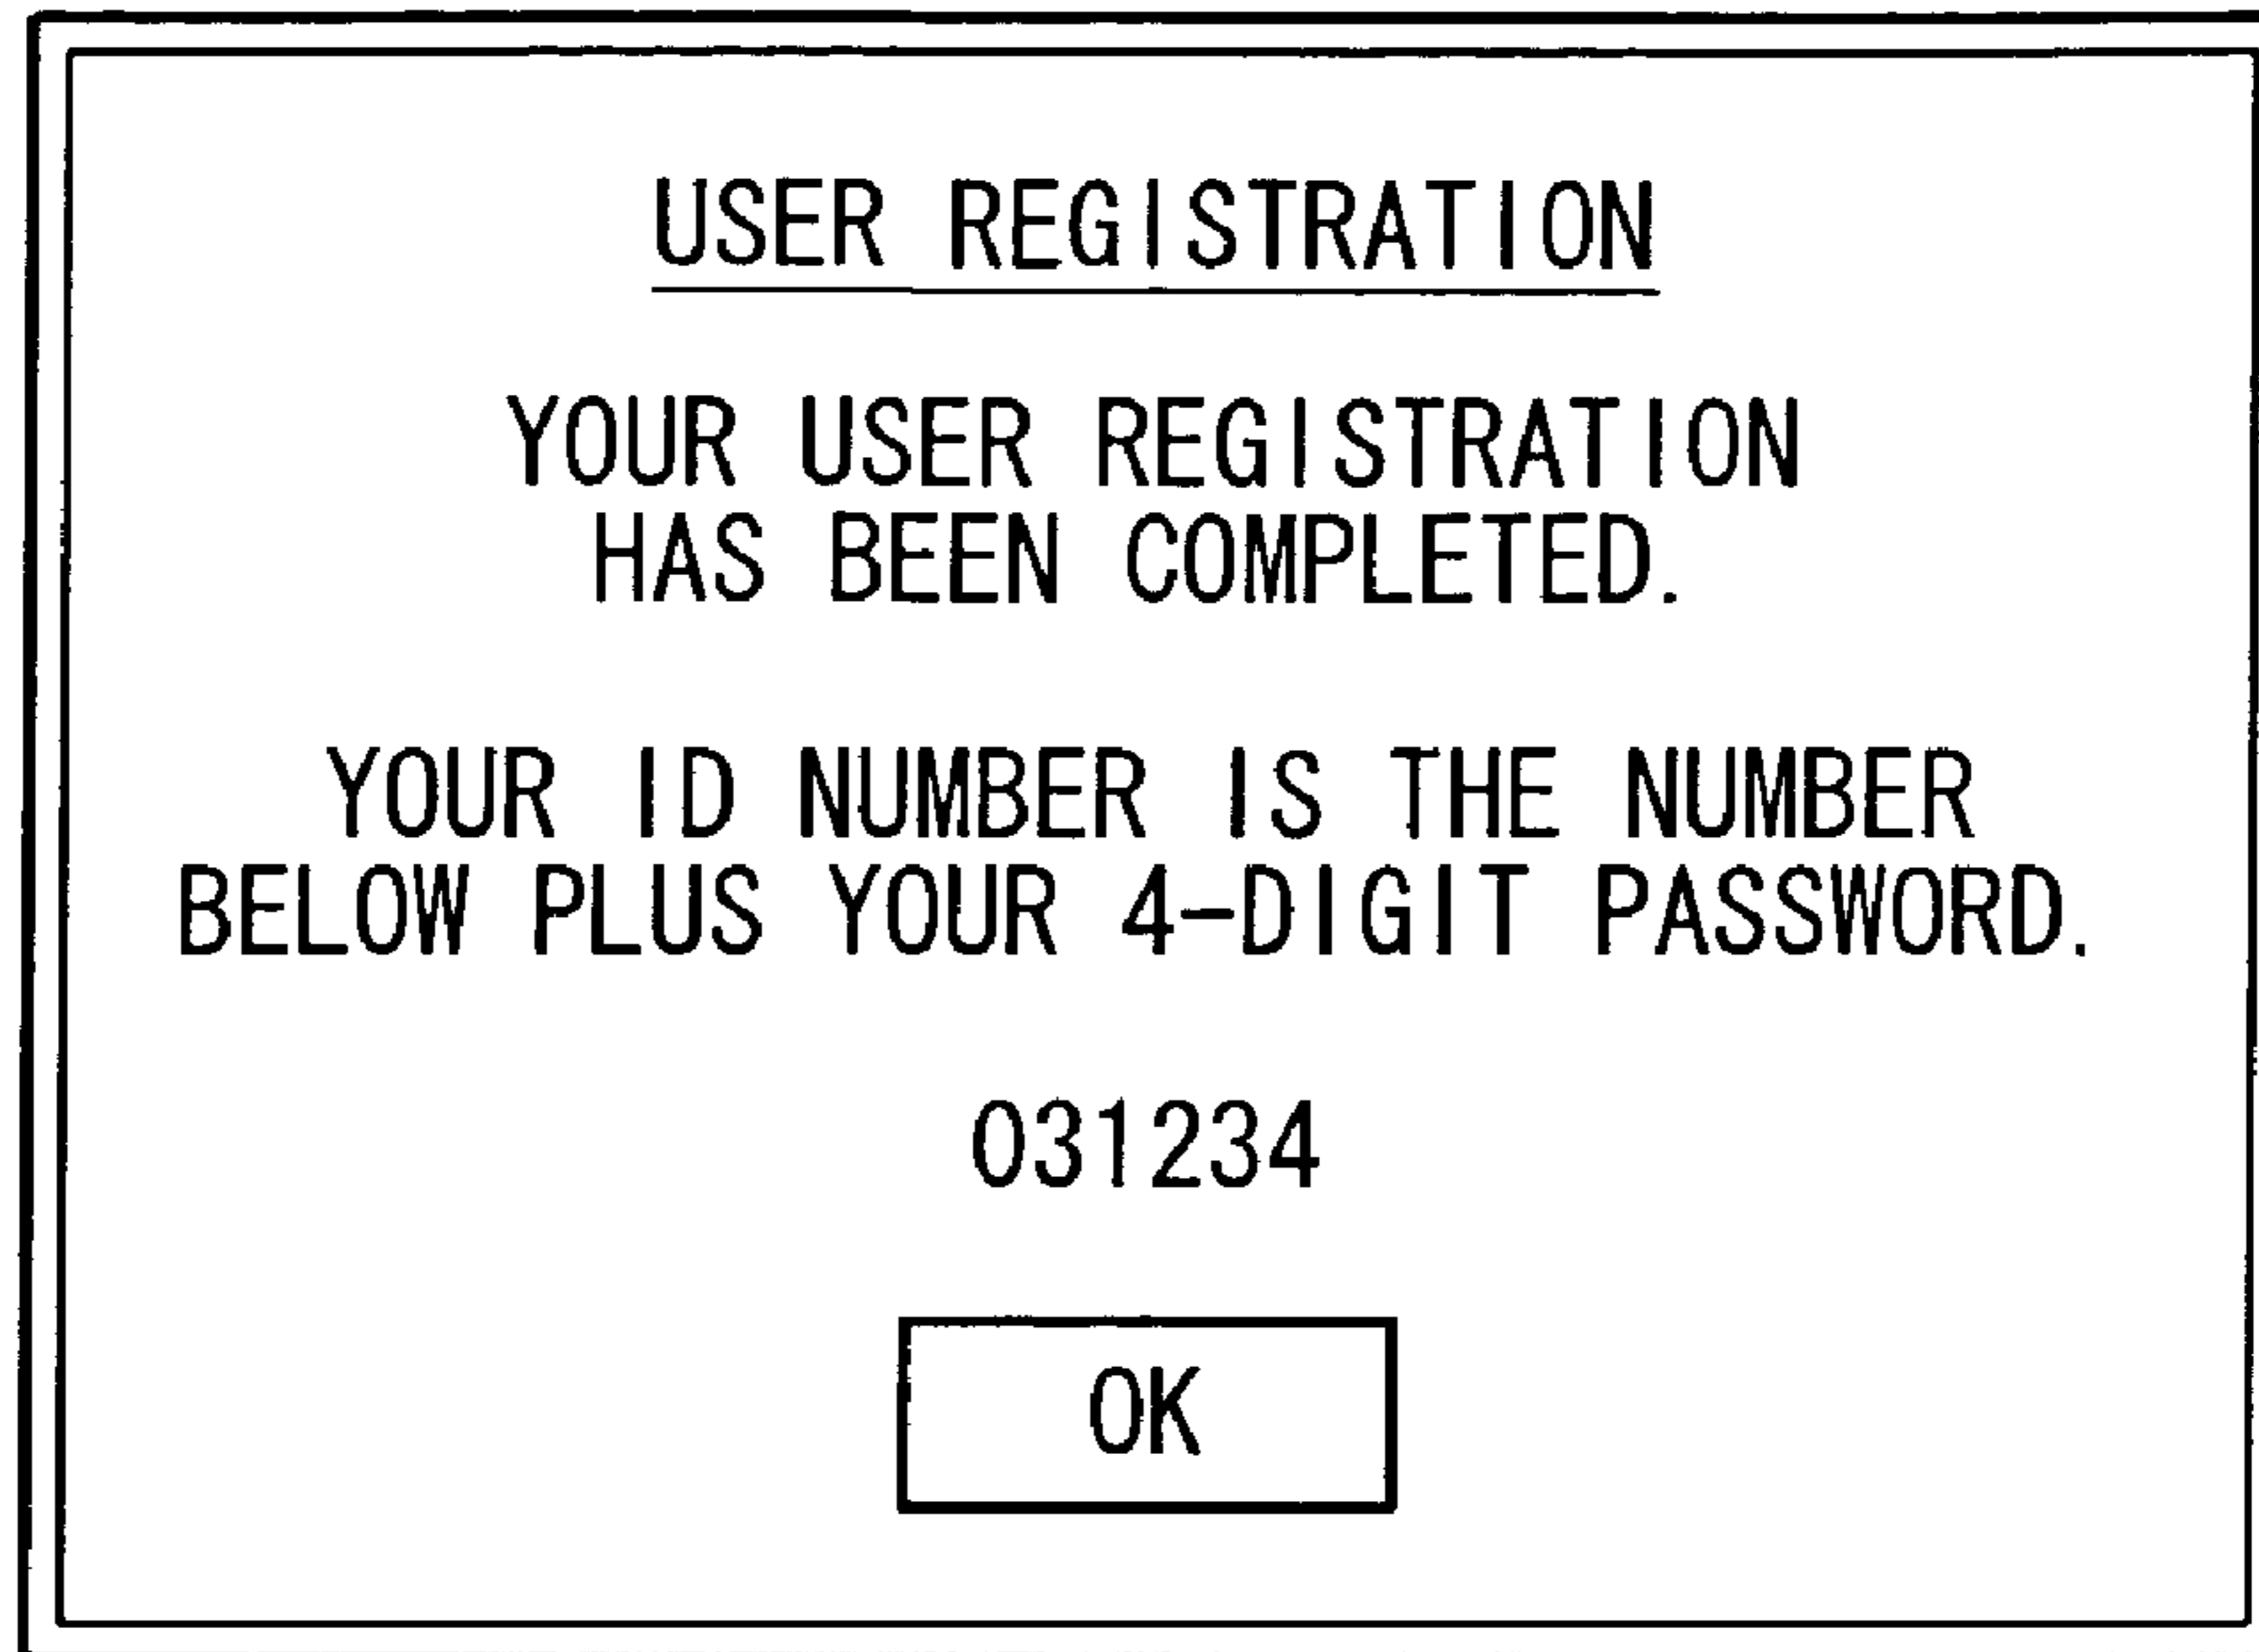 USER REGISTRATION
YOUR USER REGISTRATION
HAS BEEN COMPLETED.
YOUR ID NUMBER IS THE NUMBER
BELOW PLUS YOUR 4-DIGIT PASSWORD.
031234
OK